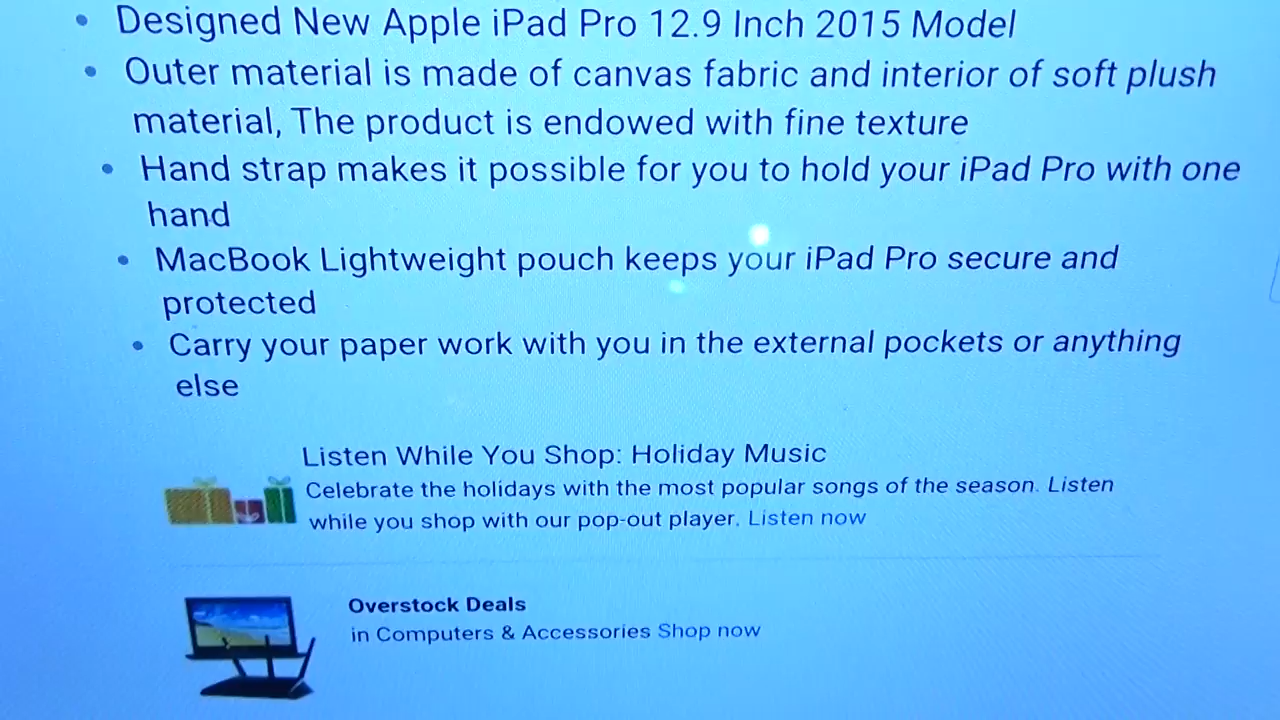 • Designed New Apple iPad Pro 12.9 Inch 2015 Model
• Outer material is made of canvas fabric and interior of soft plush
material, The product is endowed with fine texture
• Hand strap makes it possible for you to hold your iPad Pro with one
hand
• MacBook Lightweight pouch keeps your iPad Pro secure and
protected
• Carry your paper work with you in the external pockets or anything
else
Listen While You Shop: Holiday Music
Celebrate the holidays with the most popular songs of the season. Listen
while you shop with our pop-out player. Listen now
Overstock Deals
in Computers & Accessories Shop now